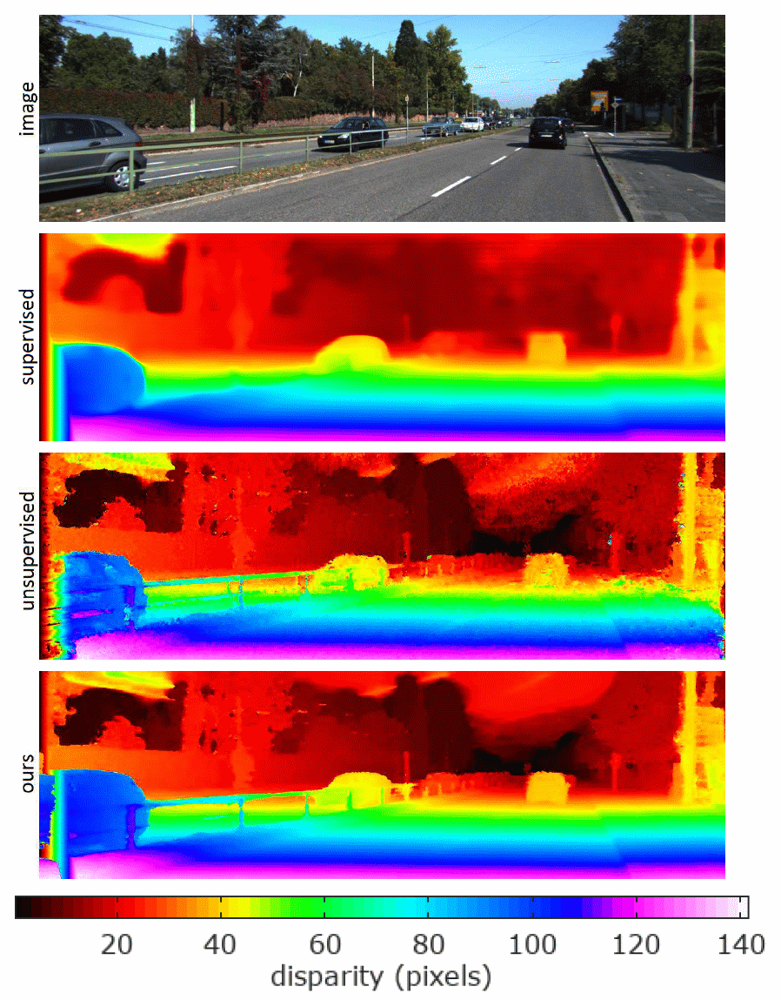 image
supervised
unsupervised
ours
20 40 60 80 100 120 140
disparity (pixels)